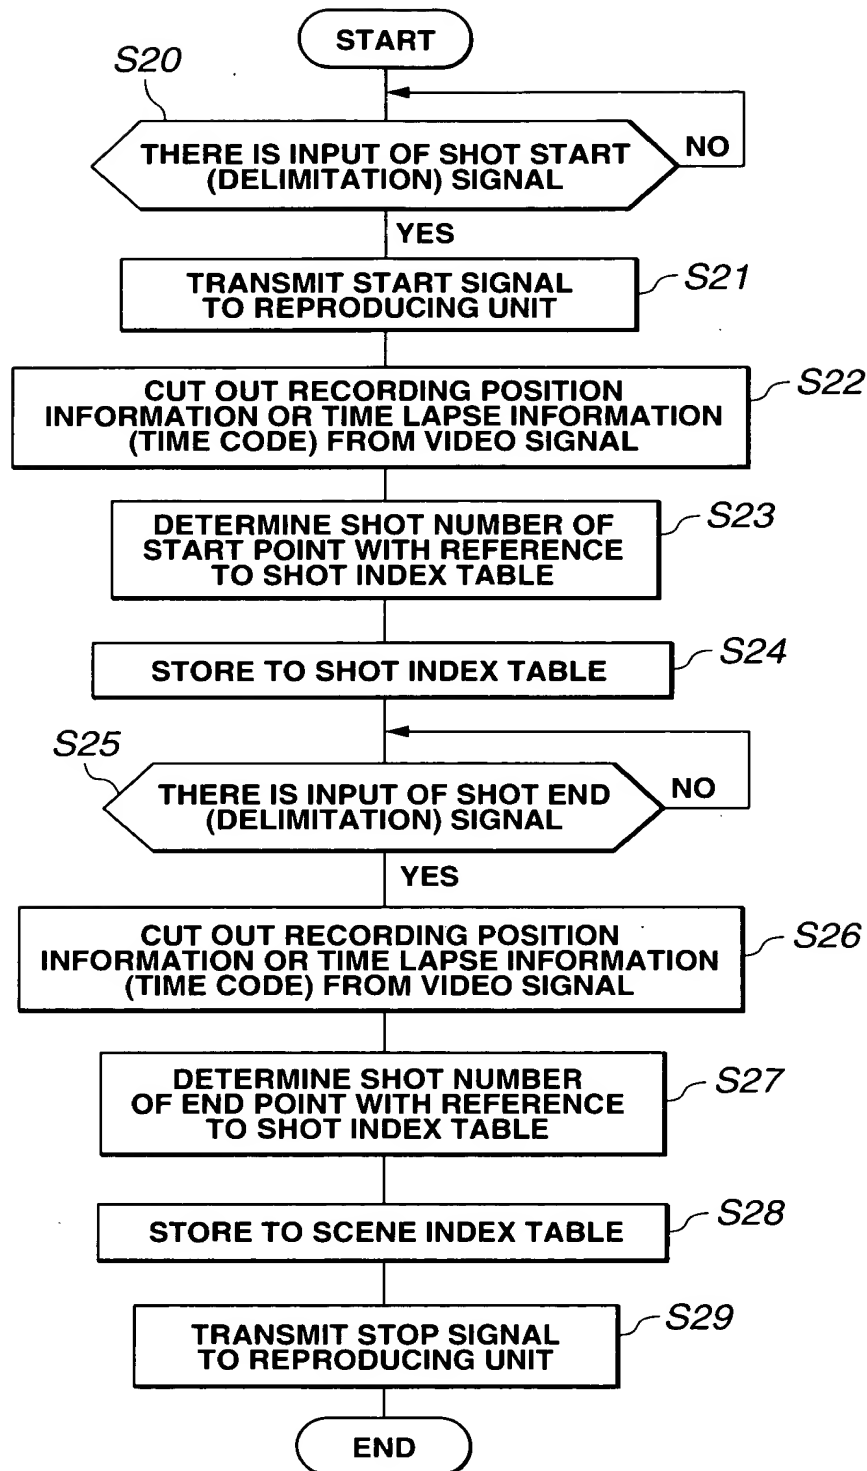 START
S20
THERE IS INPUT OF SHOT START
(DELIMITATION) SIGNAL
NO
YES
TRANSMIT START SIGNAL
TO REPRODUCING UNIT
S21
CUT OUT RECORDING POSITION
INFORMATION OR TIME LAPSE INFORMATION
(TIME CODE) FROM VIDEO SIGNAL
S22
DETERMINE SHOT NUMBER OF
START POINT WITH REFERENCE
TO SHOT INDEX TABLE
S23
STORE TO SHOT INDEX TABLE
S24
S25
THERE IS INPUT OF SHOT END
(DELIMITATION) SIGNAL
NO
YES
CUT OUT RECORDING POSITION
INFORMATION OR TIME LAPSE INFORMATION
(TIME CODE) FROM VIDEO SIGNAL
S26
DETERMINE SHOT NUMBER
OF END POINT WITH REFERENCE
TO SHOT INDEX TABLE
S27
STORE TO SCENE INDEX TABLE
S28
TRANSMIT STOP SIGNAL
TO REPRODUCING UNIT
S29
END